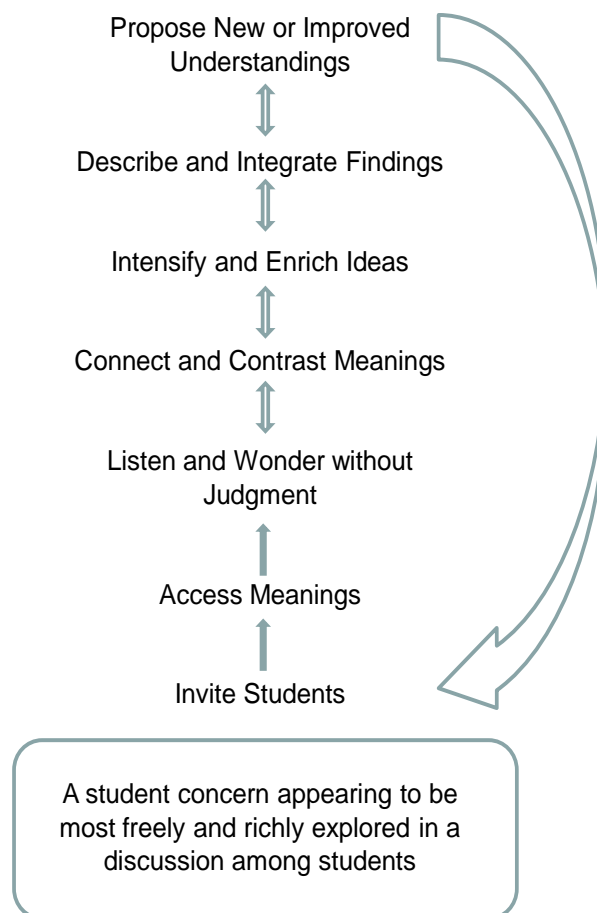 Propose New or Improved
Understandings
Describe and Integrate Findings
Intensify and Enrich Ideas
Connect and Contrast Meanings
Listen and Wonder without
Judgment
Access Meanings
Invite Students
A student concern appearing to be
most freely and richly explored in a
discussion among students